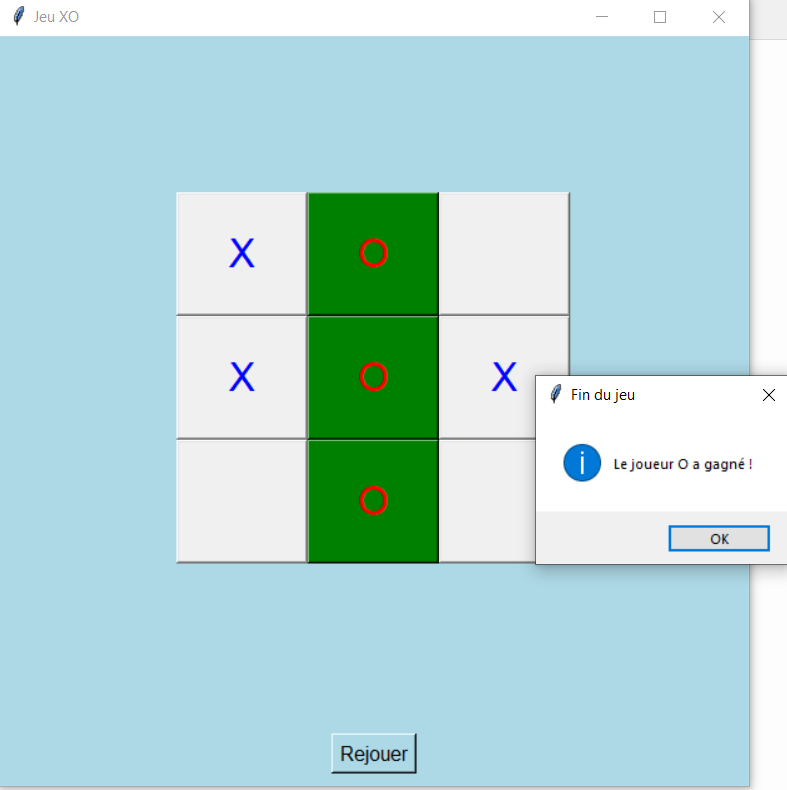 Jeu XO
X O
X O X
O
Fin du jeu
Le joueur O a gagné !
OK
Rejouer